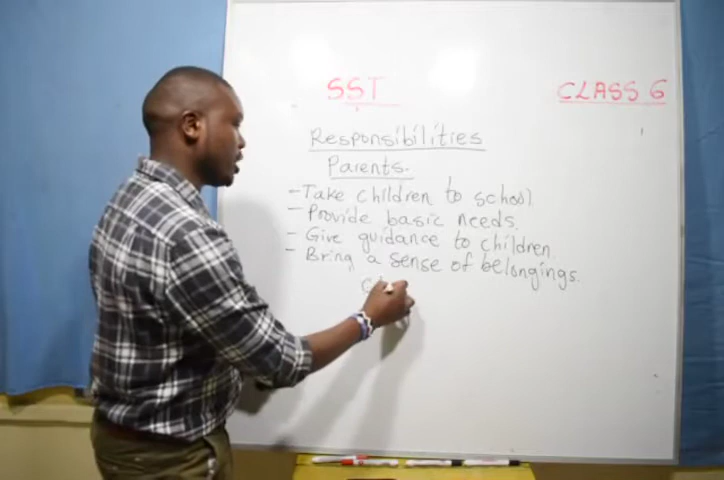 SST
CLASS 6
Responsibilities
Parents.
- Take children to school
- Provide basic needs.
- Give guidance to children.
- Bring a sense of belongings.